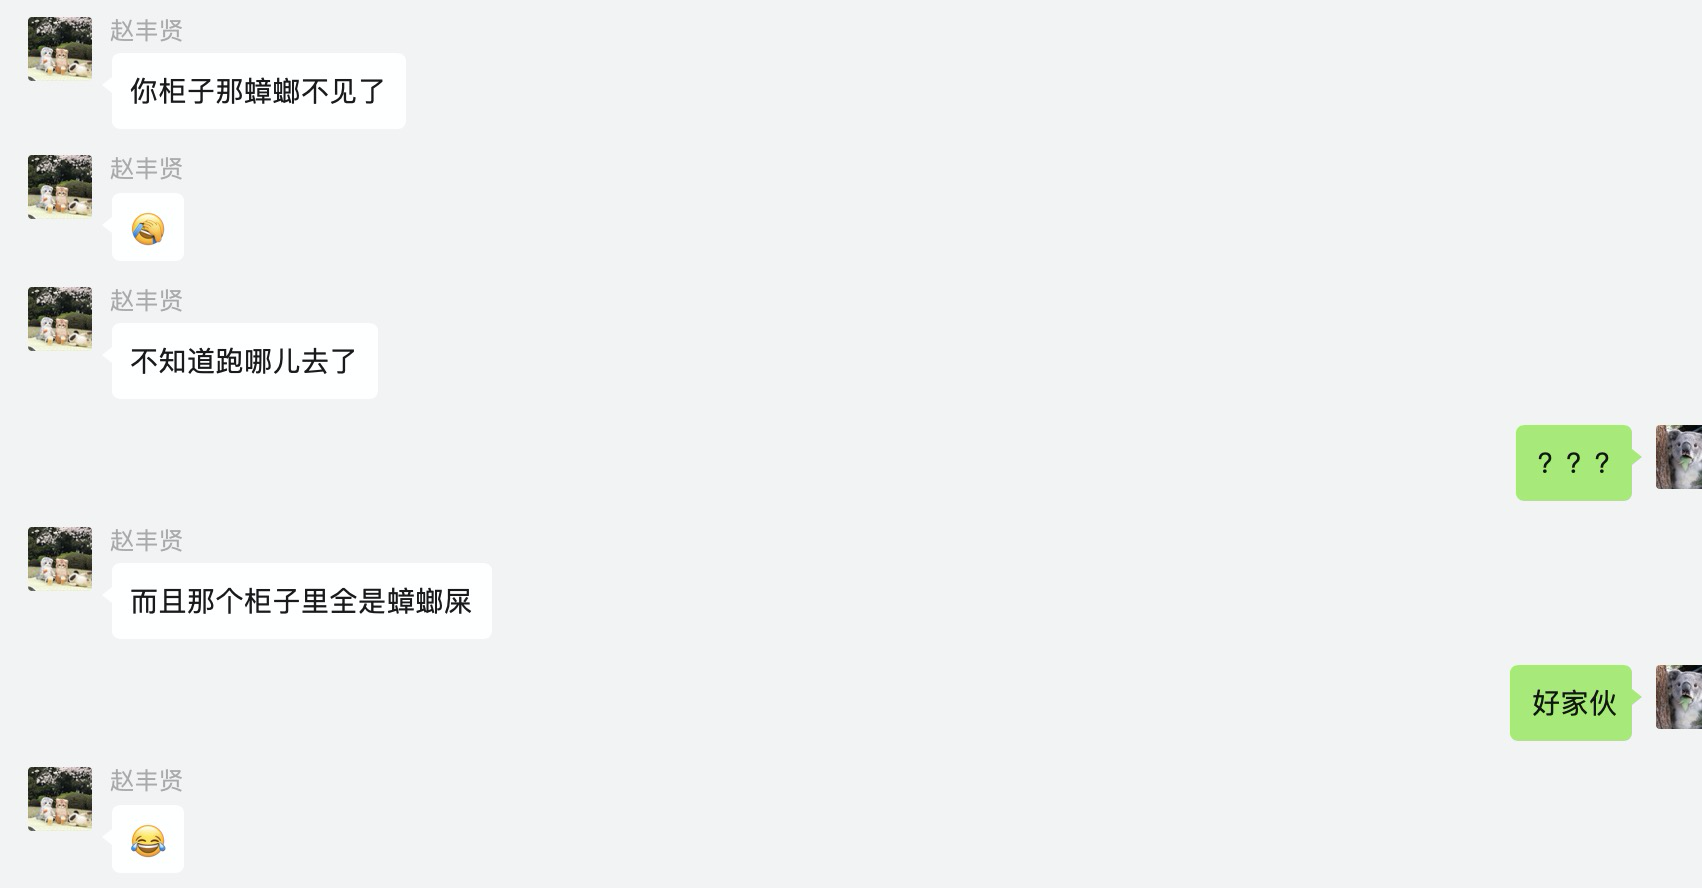 赵丰贤
你柜子那蟑螂不见了
赵丰贤
🤣
赵丰贤
不知道跑哪儿去了
？？？
赵丰贤
而且那个柜子里全是蟑螂屎
好家伙
赵丰贤
😂